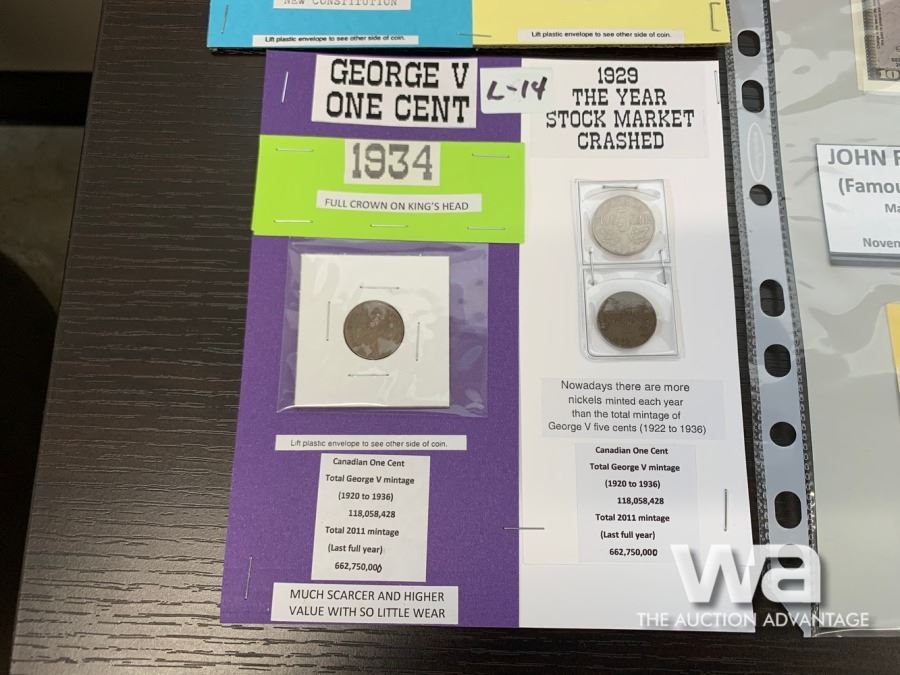 NEW CONSTITUTION
Lift plastic envelope to see other side of coin.
Lift plastic envelope to see other side of coin.
GEORGE V
ONE CENT
L-14
1934
FULL CROWN ON KING'S HEAD
Lift plastic envelope to see other side of coin.
Canadian One Cent
Total George V mintage
(1920 to 1936)
118,058,428
Total 2011 mintage
(Last full year)
662,750,000
MUCH SCARCER AND HIGHER
VALUE WITH SO LITTLE WEAR
1929
THE YEAR
STOCK MARKET
CRASHED
5
Nowadays there are more
nickels minted each year
than the total mintage of
George V five cents (1922 to 1936)
Canadian One Cent
Total George V mintage
(1920 to 1936)
118,058,428
Total 2011 mintage
(Last full year)
662,750,000
10
JOHN
(Famou
Ma
Novem
wa
THE AUCTION ADVANTAGE